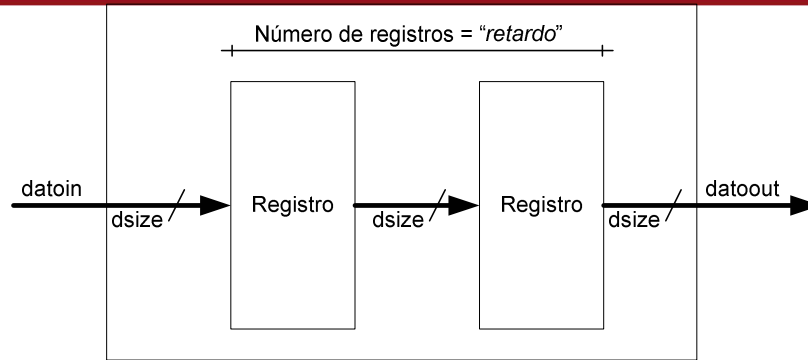 Número de registros = “retardo”
datoin
dsize
Registro
dsize
Registro
dsize
datoout